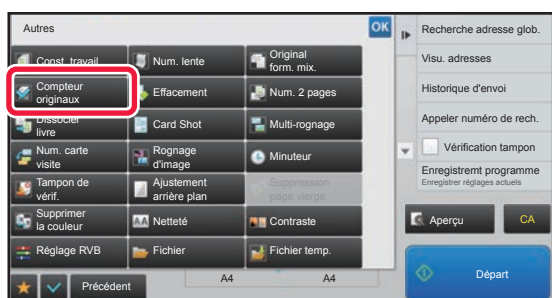 Autres
OK
Const. travail
Num. lente
Original
form. mix.
Compteur
originaux
Effacement
Num. 2 pages
Dissocier
livre
Card Shot
Multi-rognage
Num. carte
visite
Rognage
d'image
Minuteur
Tampon de
vérif.
Ajustement
arrière plan
Suppression
page vierge
Supprimer
la couleur
AA Netteté
Contraste
Réglage RVB
Fichier
Fichier temp.
Précédent
A4
A4
Recherche adresse glob.
Visu. adresses
Historique d'envoi
Appeler numéro de rech.
Vérification tampon
Enregistremt programme
Enregistrer réglages actuels
Aperçu
CA
Départ